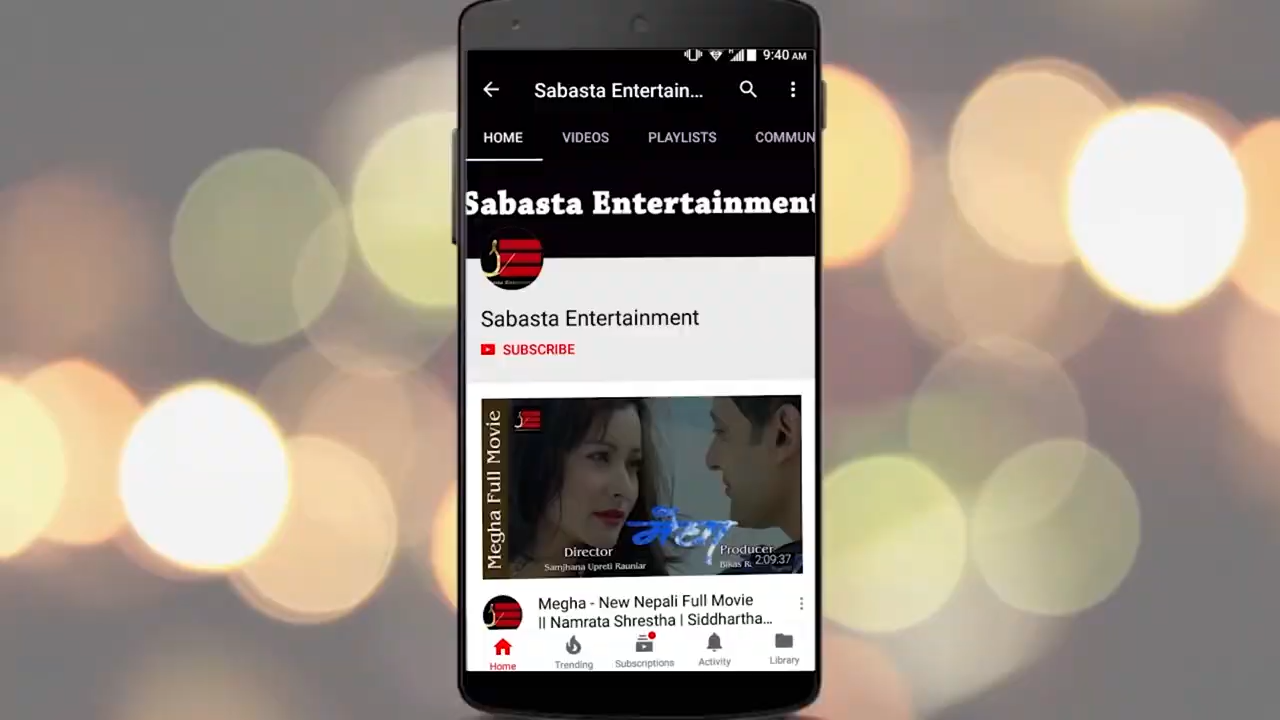 9:40 AM
Sabasta Entertain...
HOME VIDEOS PLAYLISTS COMMUN
Sabasta Entertainment
Sabasta Entertainment
SUBSCRIBE
Megha Full Movie
मेघा
Director
Producer
Samjhana Upreti Rauniar
Bikas R.
2:09:37
Megha - New Nepali Full Movie
|| Namrata Shrestha | Siddhartha...
Home Trending Subscriptions Activity Library